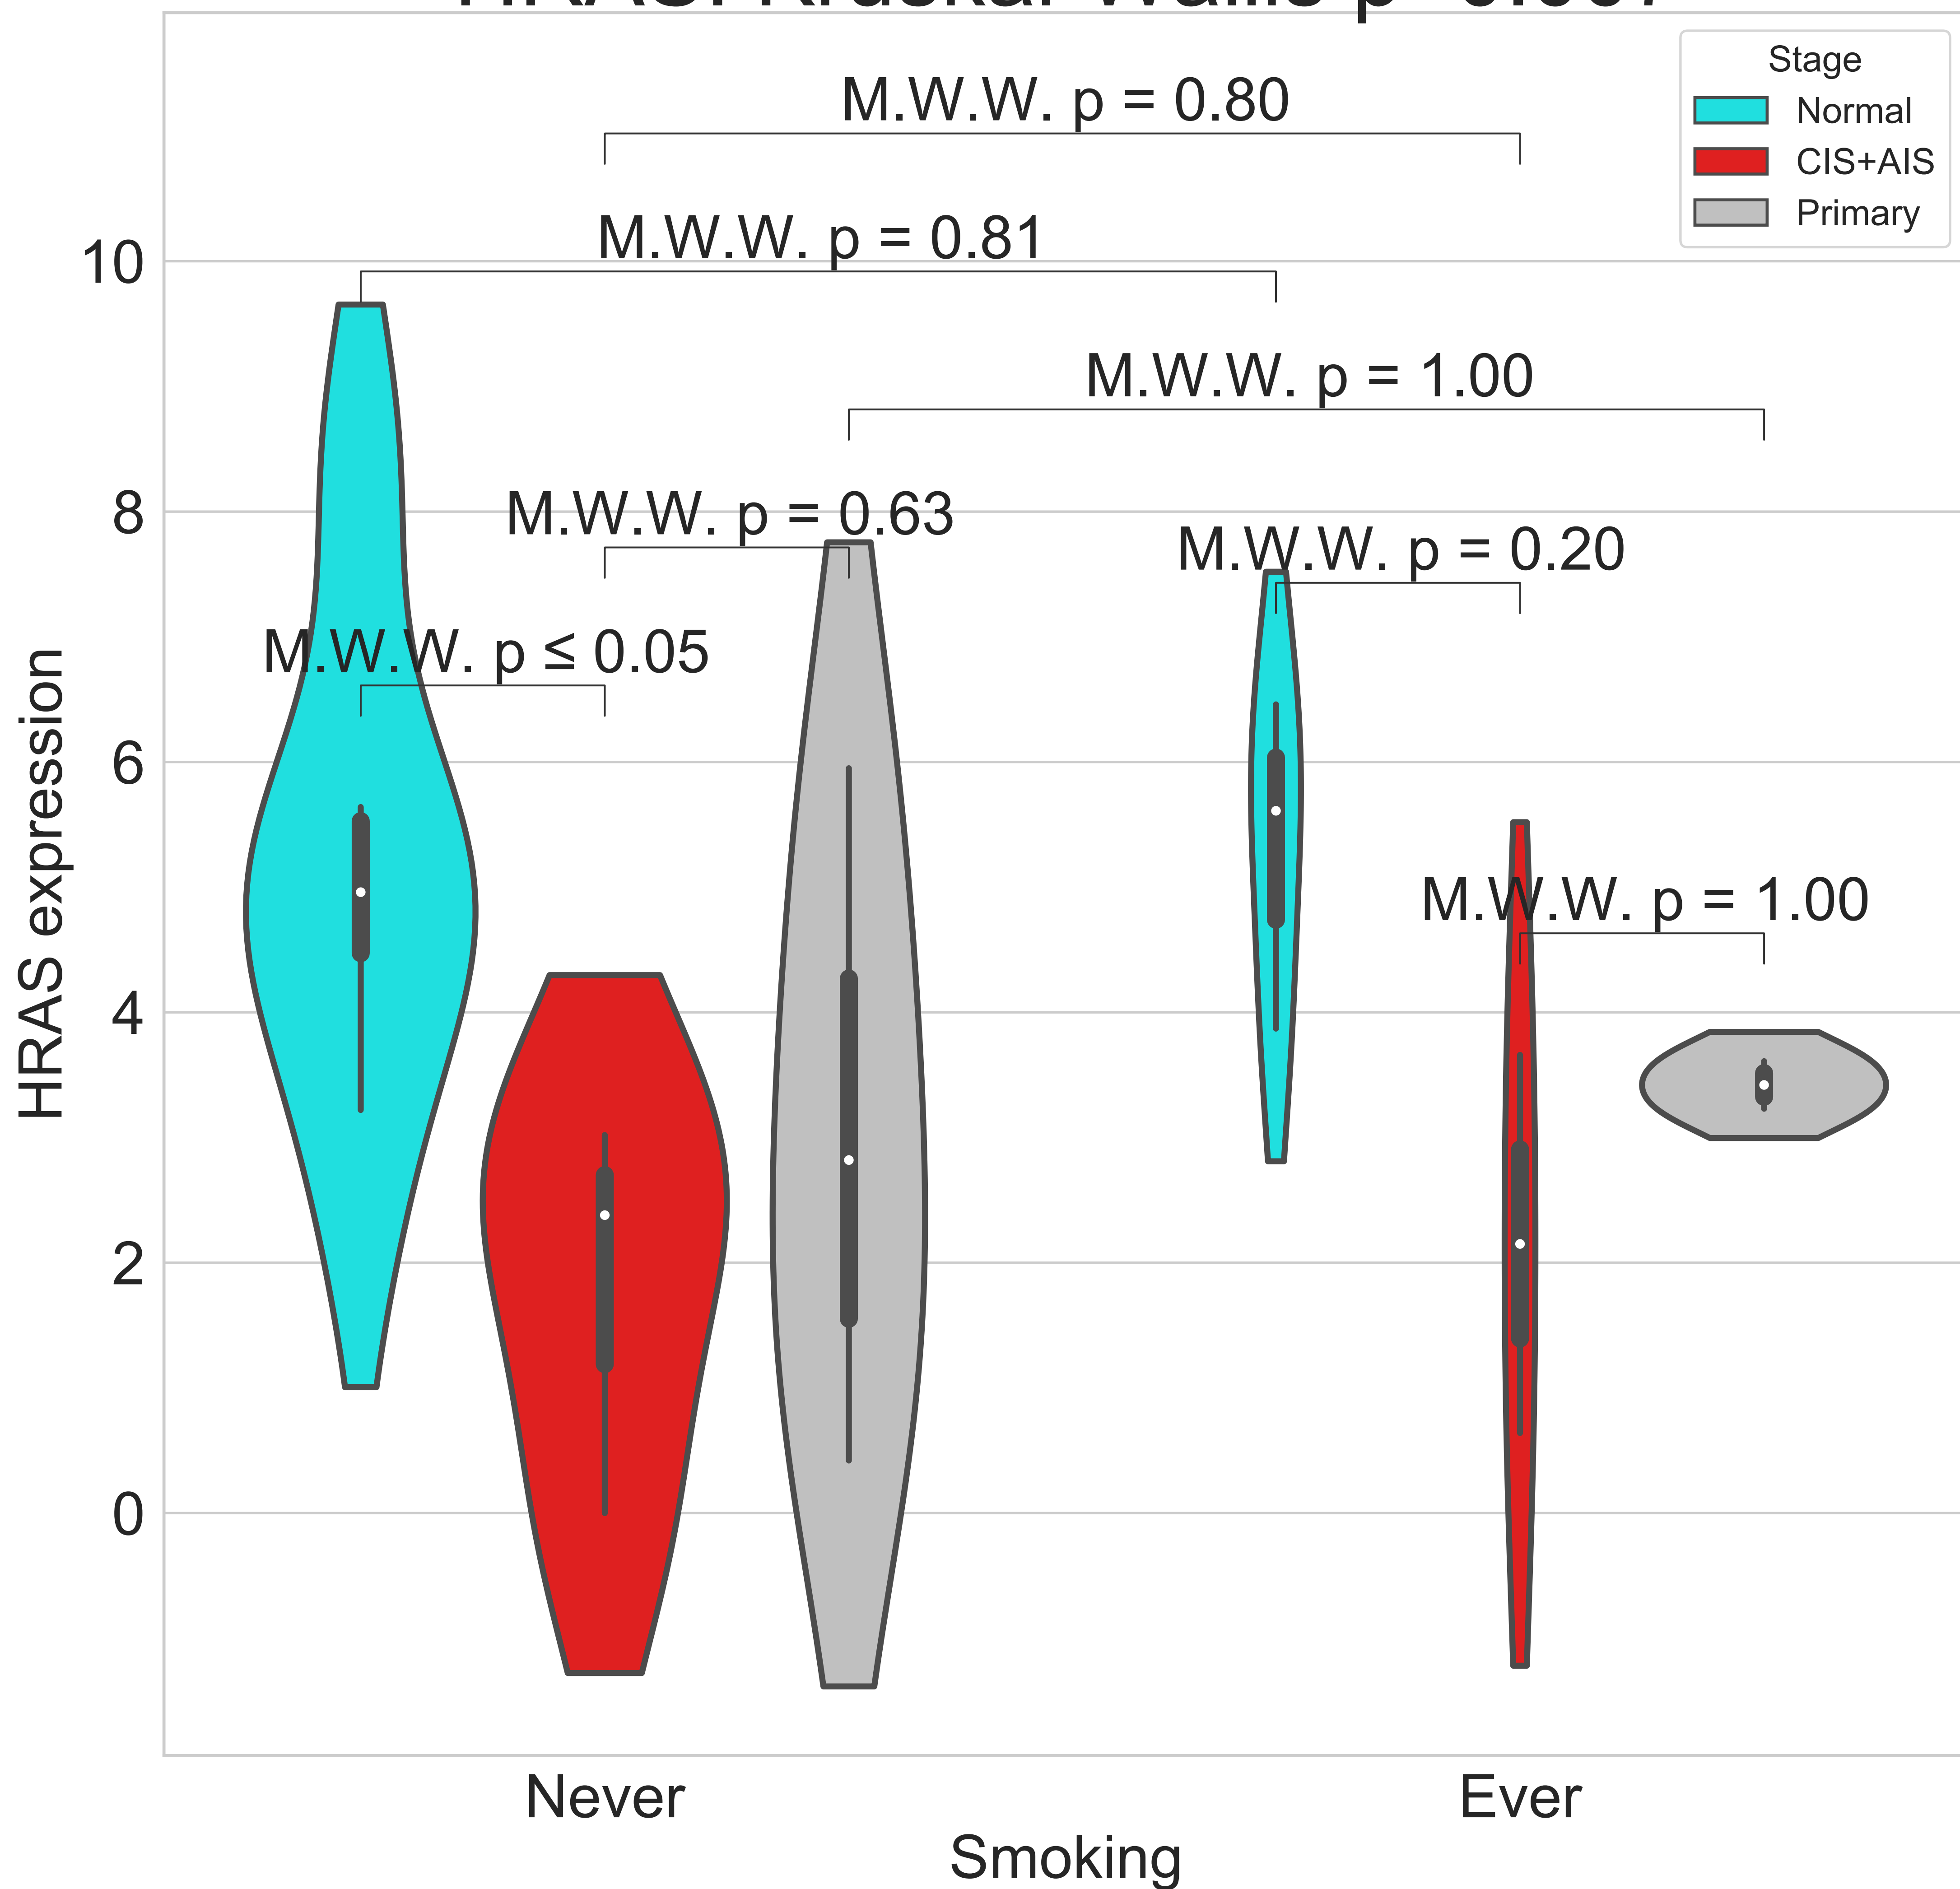 Stage
Normal
CIS+AIS
Primary
M.W.W. p = 0.80
M.W.W. p = 0.81
M.W.W. p = 1.00
M.W.W. p = 0.63
M.W.W. p = 0.20
M.W.W. p ≤ 0.05
M.W.W. p = 1.00
10
8
6
4
2
0
HRAS expression
Never
Ever
Smoking